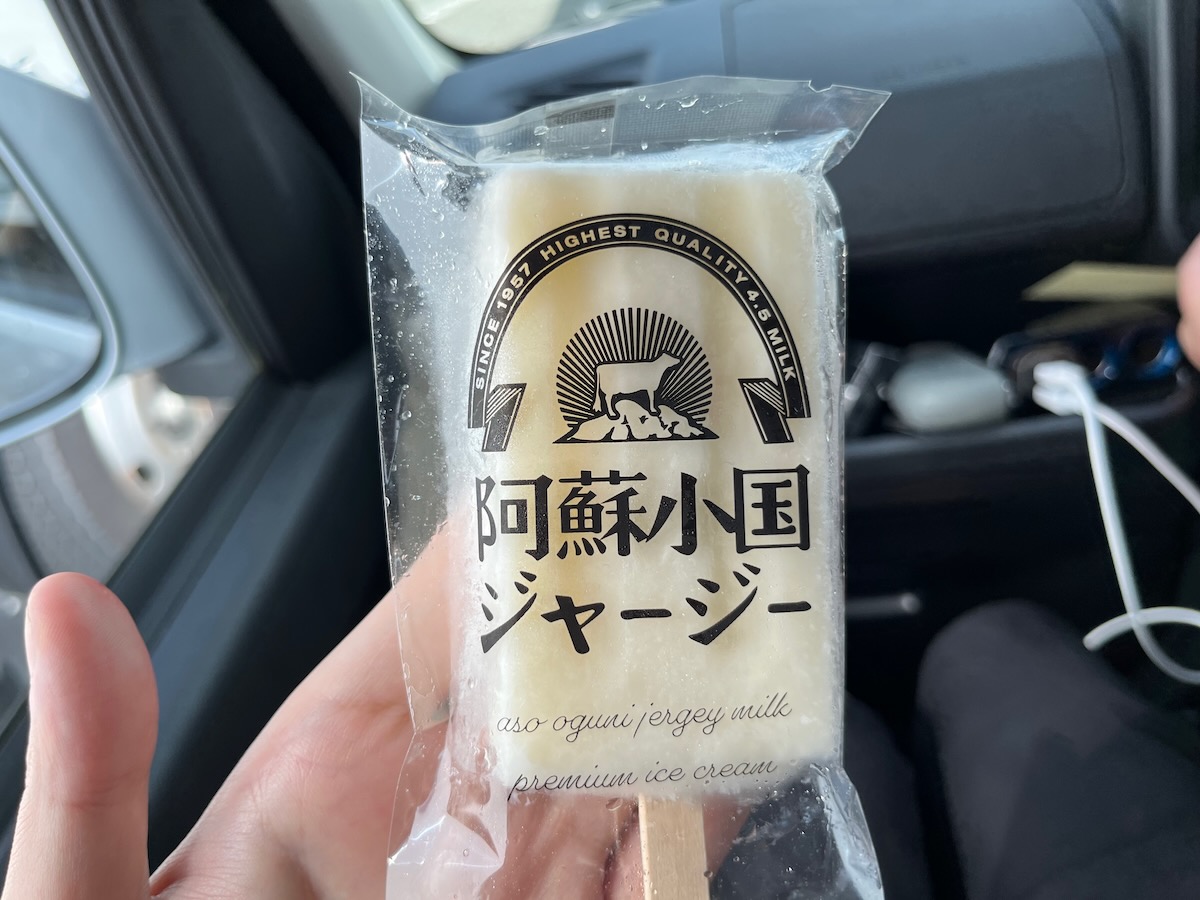 SINCE 1957 HIGHEST QUALITY 4.5 MILK
阿蘇小国
ジャージー
aso oguni jergey milk
premium ice cream